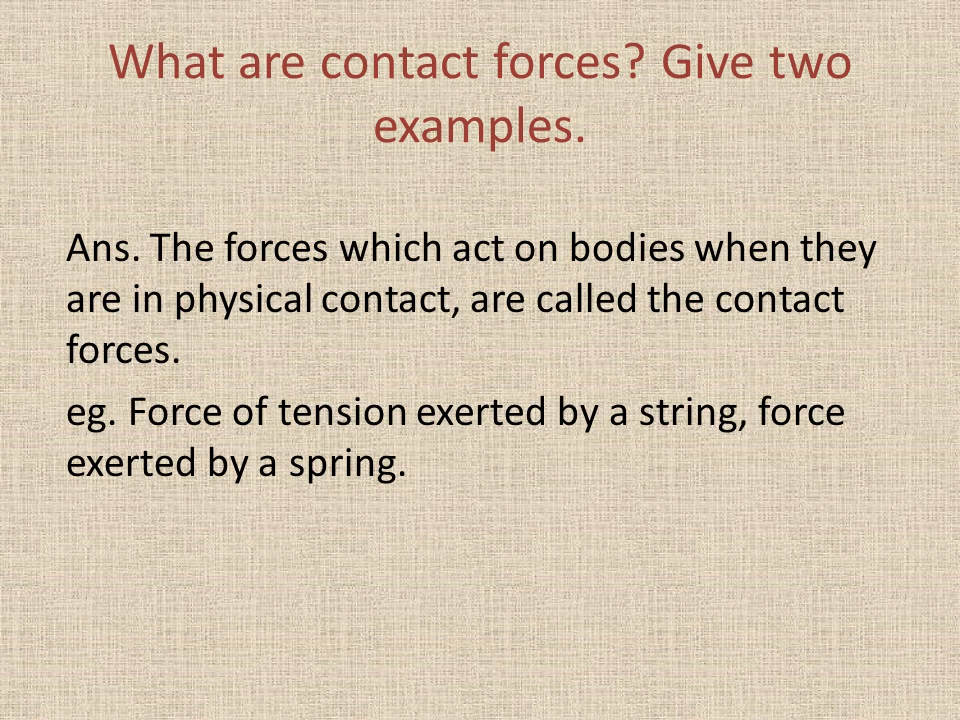 What are contact forces? Give two
examples.
Ans. The forces which act on bodies when they
are in physical contact, are called the contact
forces.
eg. Force of tension exerted by a string, force
exerted by a spring.